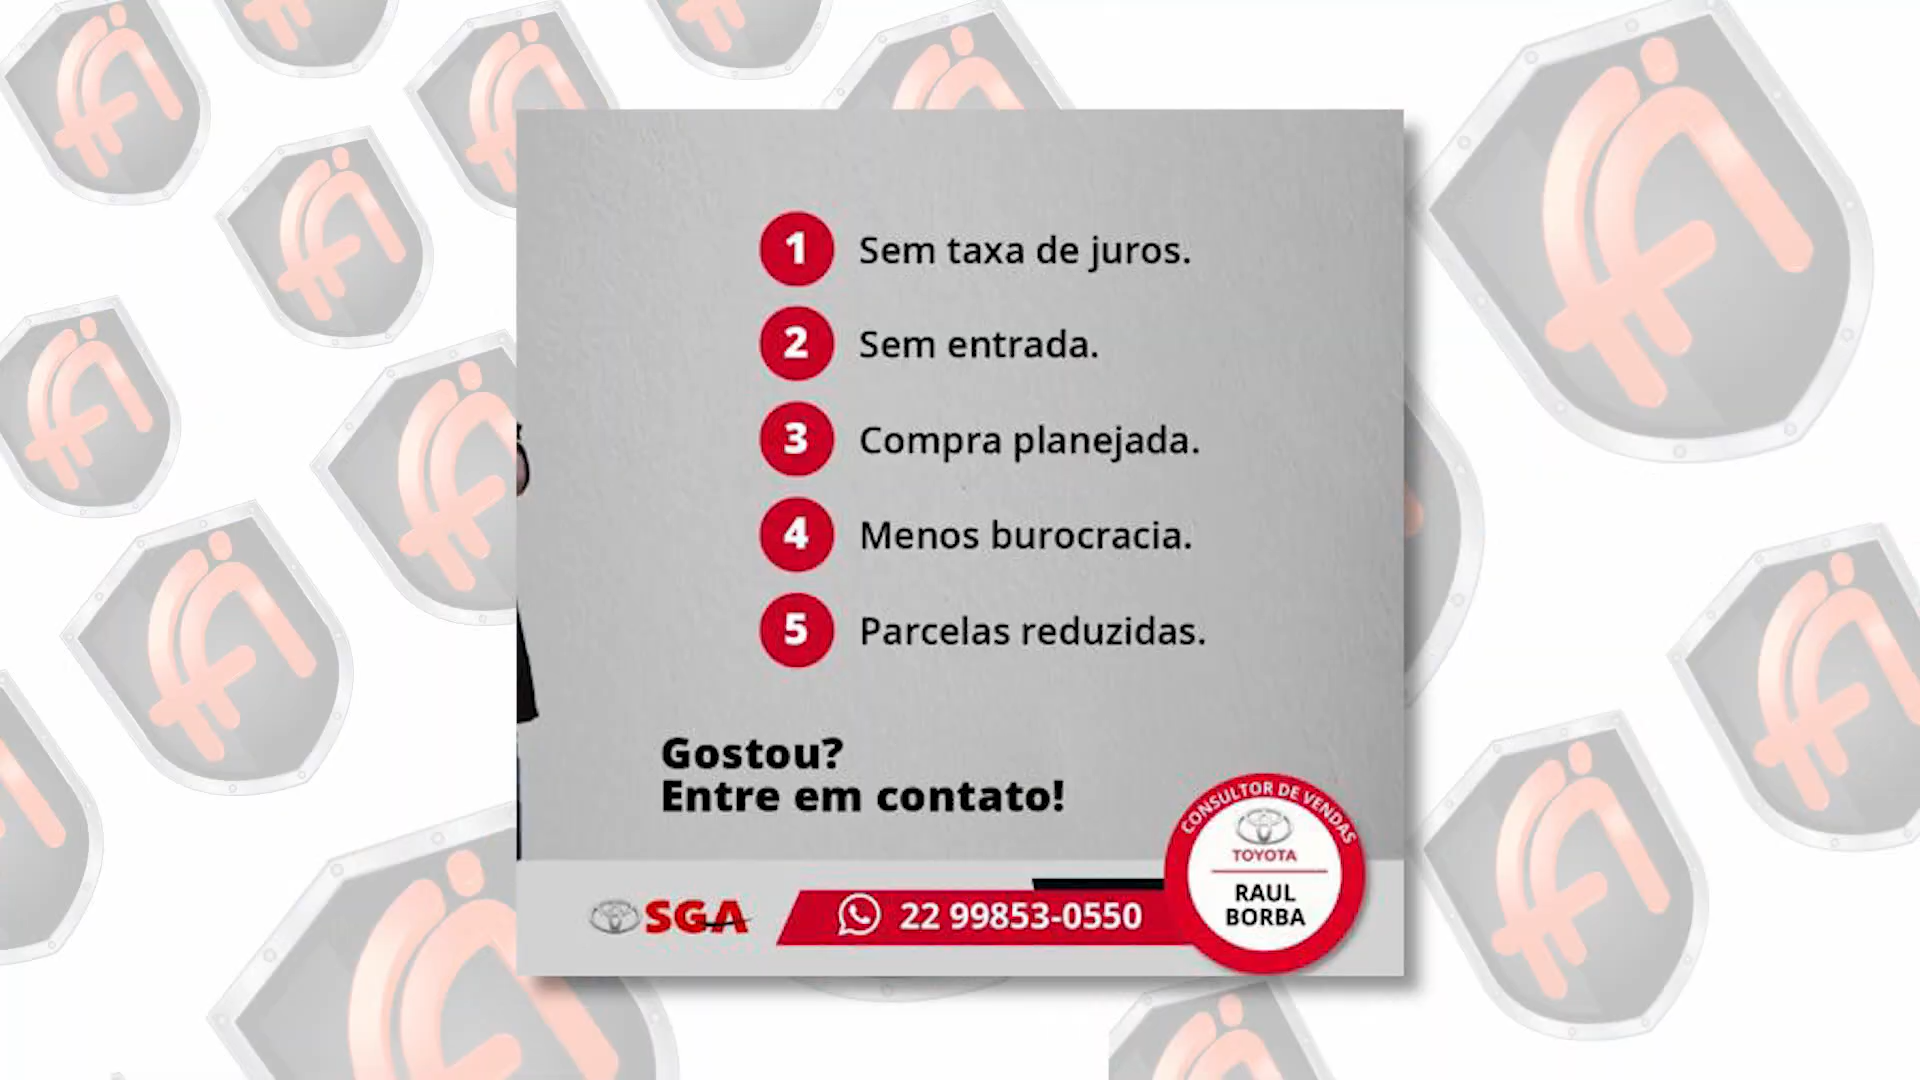 1 Sem taxa de juros.
2 Sem entrada.
3 Compra planejada.
4 Menos burocracia.
5 Parcelas reduzidas.
Gostou?
Entre em contato!
SGA
22 99853-0550
CONSULTOR DE VENDAS
TOYOTA
RAUL
BORBA